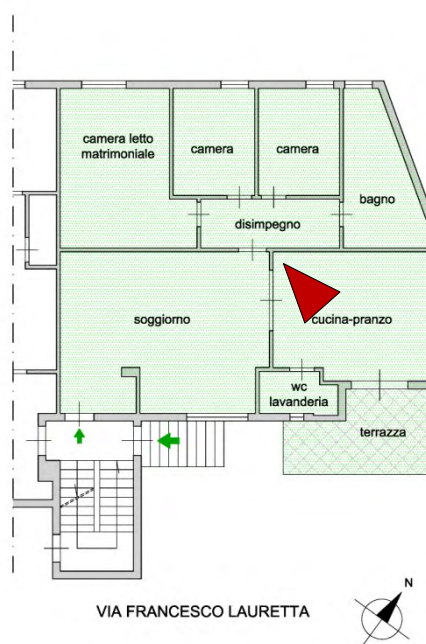 camera letto
matrimoniale
camera
camera
bagno
disimpegno
soggiorno
cucina-pranzo
wc
lavanderia
terrazza
VIA FRANCESCO LAURETTA
N